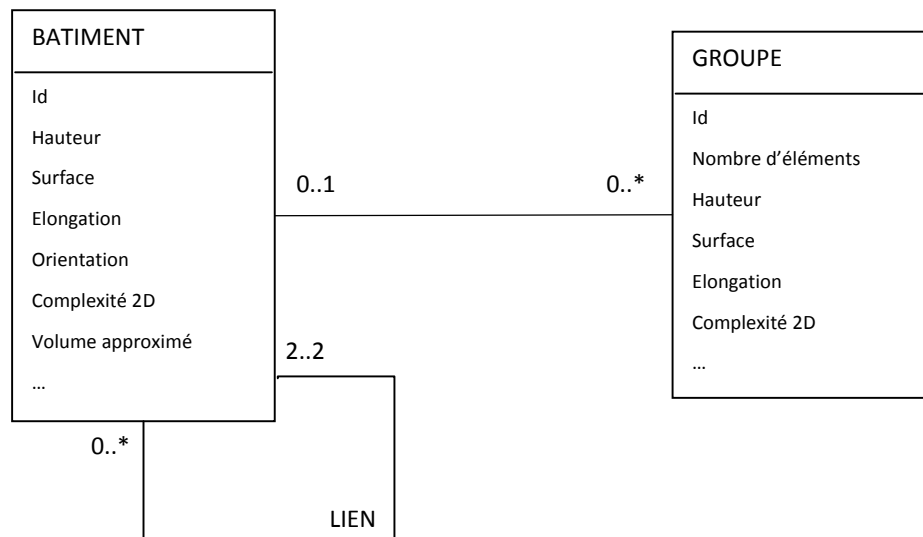 BATIMENT
Id
Hauteur
Surface
Elongation
Orientation
Complexité 2D
Volume approximé
...
0..1
0..*
GROUPE
Id
Nombre d’éléments
Hauteur
Surface
Elongation
Complexité 2D
...
2..2
0..*
LIEN